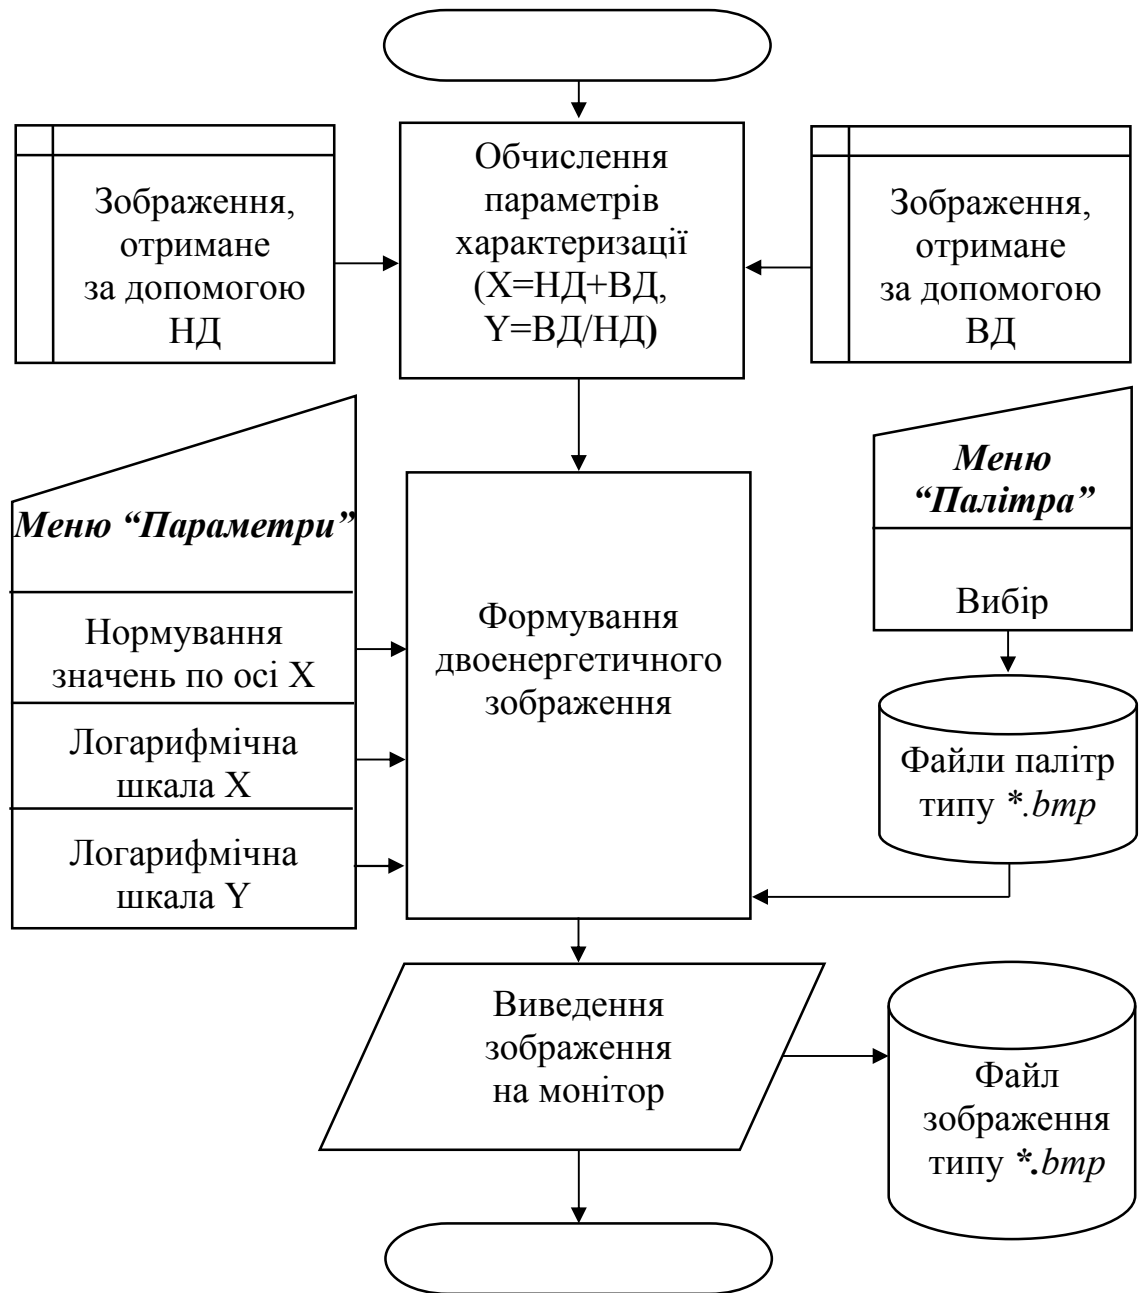 Зображення,
отримане
за допомогою
НД
Обчислення
параметрів
характеризації
(X=НД+ВД,
Y=ВД/НД)
Зображення,
отримане
за допомогою
ВД
Меню “Параметри”
Нормування
значень по осі X
Логарифмічна
шкала X
Логарифмічна
шкала Y
Формування
двоенергетичного
зображення
Меню
“Палітра”
Вибір
Файли палітр
типу *.bmp
Виведення
зображення
на монітор
Файл
зображення
типу *.bmp